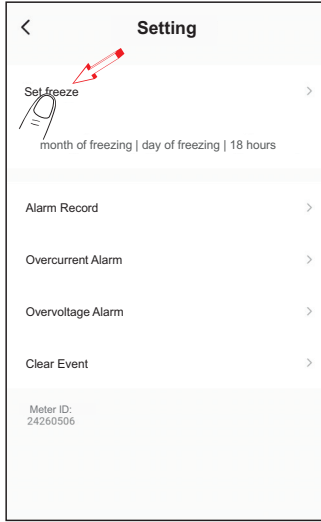 Setting
Set freeze
month of freezing | day of freezing | 18 hours
Alarm Record
Overcurrent Alarm
Overvoltage Alarm
Clear Event
Meter ID:
24260506